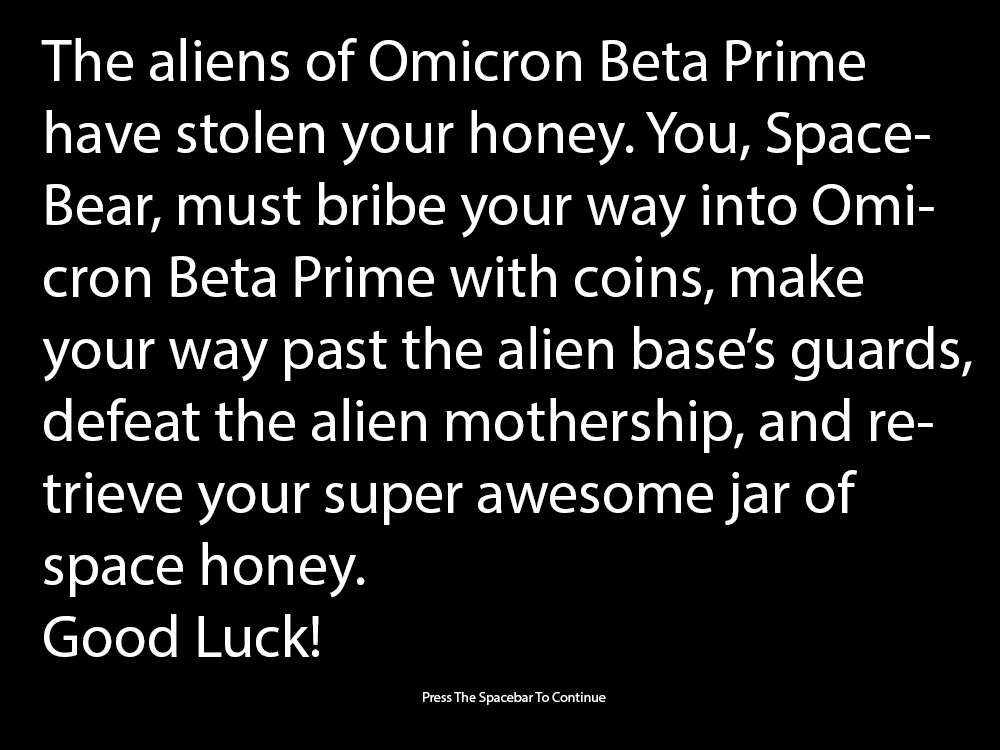 The aliens of Omicron Beta Prime
have stolen your honey. You, Space-
Bear, must bribe your way into Omi-
cron Beta Prime with coins, make
your way past the alien base’s guards,
defeat the alien mothership, and re-
trieve your super awesome jar of
space honey.
Good Luck!
Press The Spacebar To Continue